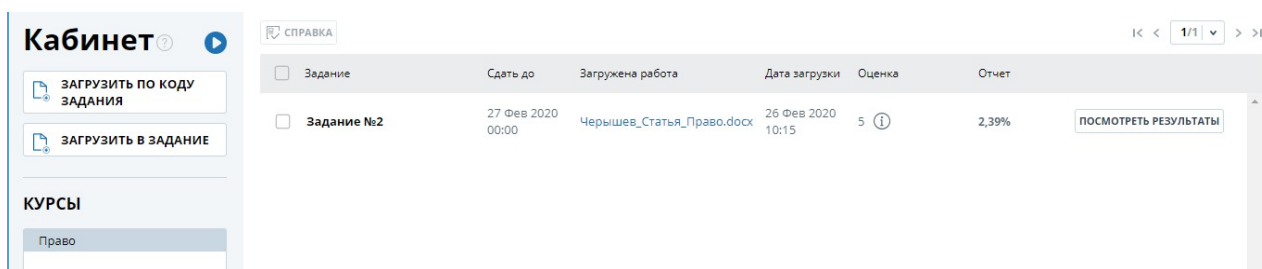 Кабинет
ЗАГРУЗИТЬ ПО КОДУ
ЗАДАНИЯ
ЗАГРУЗИТЬ В ЗАДАНИЕ
КУРСЫ
Право
СПРАВКА
1/1
Задание Сдать до Загружена работа Дата загрузки Оценка Отчет
Задание №2 27 Фев 2020 00:00 Черышев_Статья_Право.docx 26 Фев 2020 10:15 5 2,39% ПОСМОТРЕТЬ РЕЗУЛЬТАТЫ